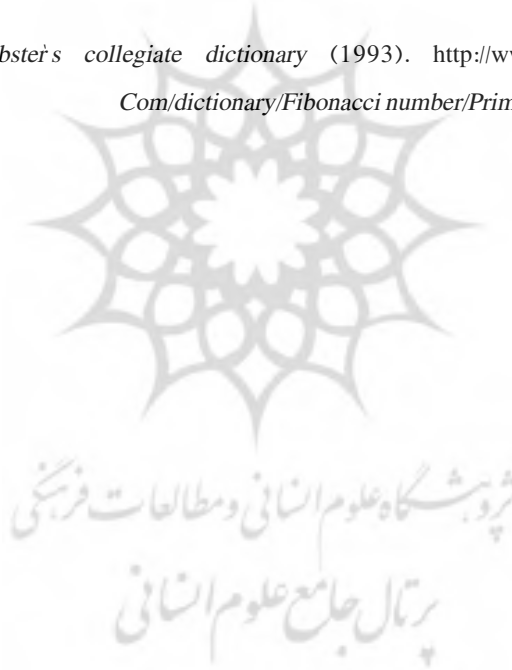 bster's collegiate dictionary (1993). http://ww
Com/dictionary/Fibonacci number/Prim
پژوهشگاه علوم انسانی و مطالعات فرهنگی
پرتال جامع علوم انسانی